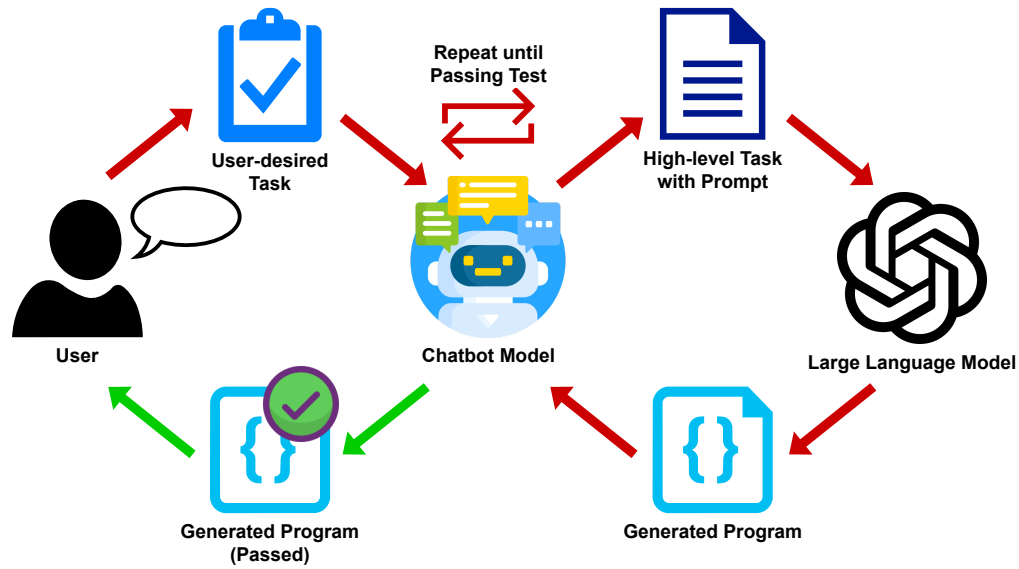 Repeat until
Passing Test
User-desired
Task
High-level Task
with Prompt
User
Chatbot Model
Large Language Model
Generated Program
(Passed)
Generated Program